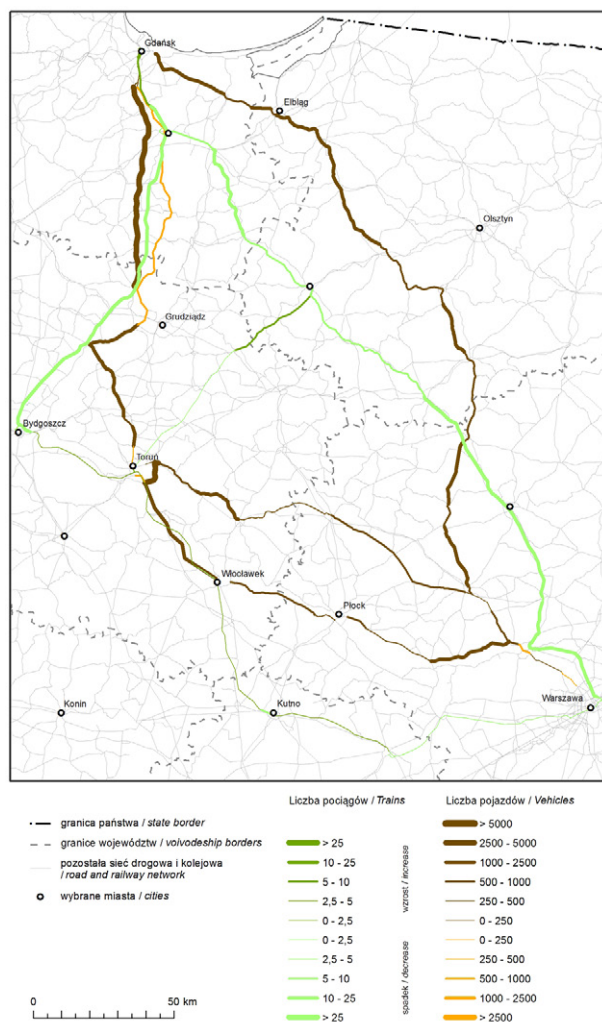 Gdańsk
Elbląg
Olsztyn
Grudziądz
Bydgoszcz
Toruń
Włocławek
Płock
Warszawa
Konin
Kutno
granica państwa / state border
granice województw / voivodeship borders
pozostała sieć drogowa i kolejowa
/ road and railway network
wybrane miasta / cities
0 50 km
Liczba pociągów / Trains
> 25
10 - 25
5 - 10
2,5 - 5
0 - 2,5
0 - 2,5
2,5 - 5
5 - 10
10 - 25
> 25
wzrost / increase
spadek / decrease
Liczba pojazdów / Vehicles
> 5000
2500 - 5000
1000 - 2500
500 - 1000
250 - 500
0 - 250
0 - 250
250 - 500
500 - 1000
1000 - 2500
> 2500